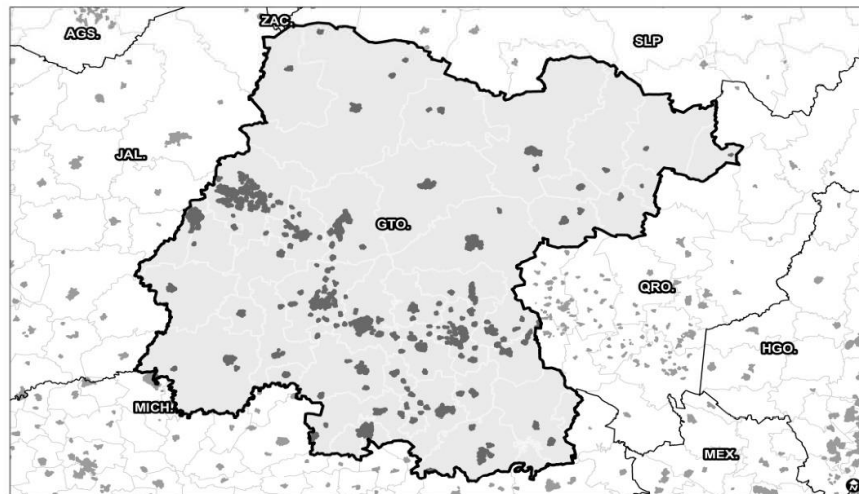 ZAC.
AGS.
SLP
JAL.
GTO.
QRO.
HGO.
MICH.
MEX.